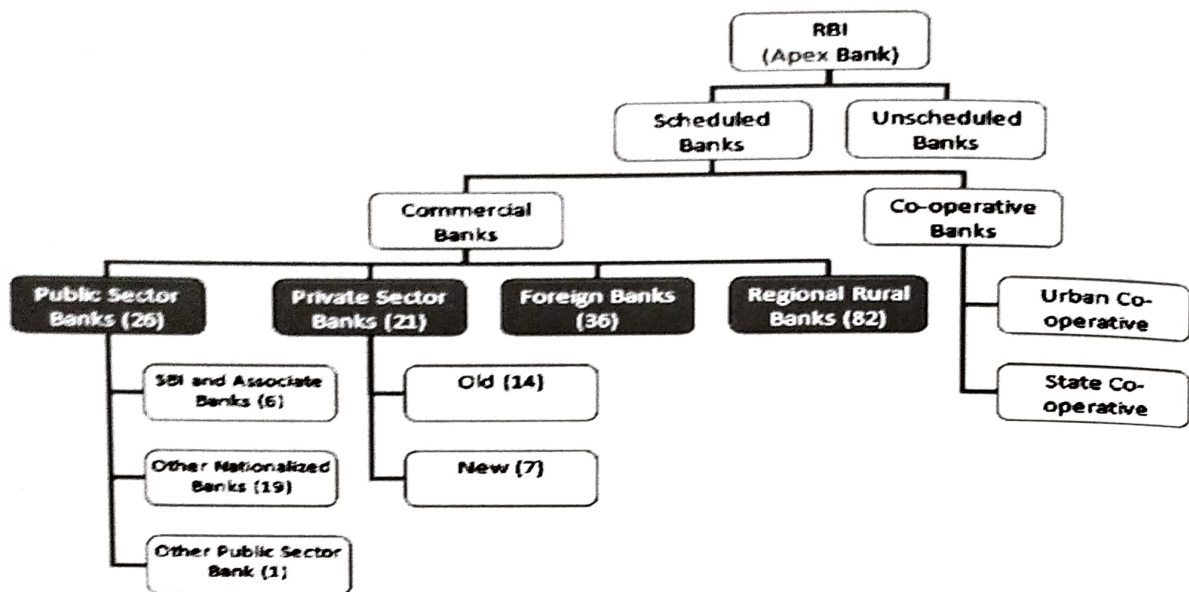 RBI
(Apex Bank)
Scheduled
Banks
Unscheduled
Banks
Commercial
Banks
Co-operative
Banks
Public Sector
Banks (26)
Private Sector
Banks (21)
Foreign Banks
(36)
Regional Rural
Banks (82)
SBI and Associate
Banks (6)
Other Nationalized
Banks (19)
Other Public Sector
Bank (1)
Old (14)
New (7)
Urban Co-
operative
State Co-
operative